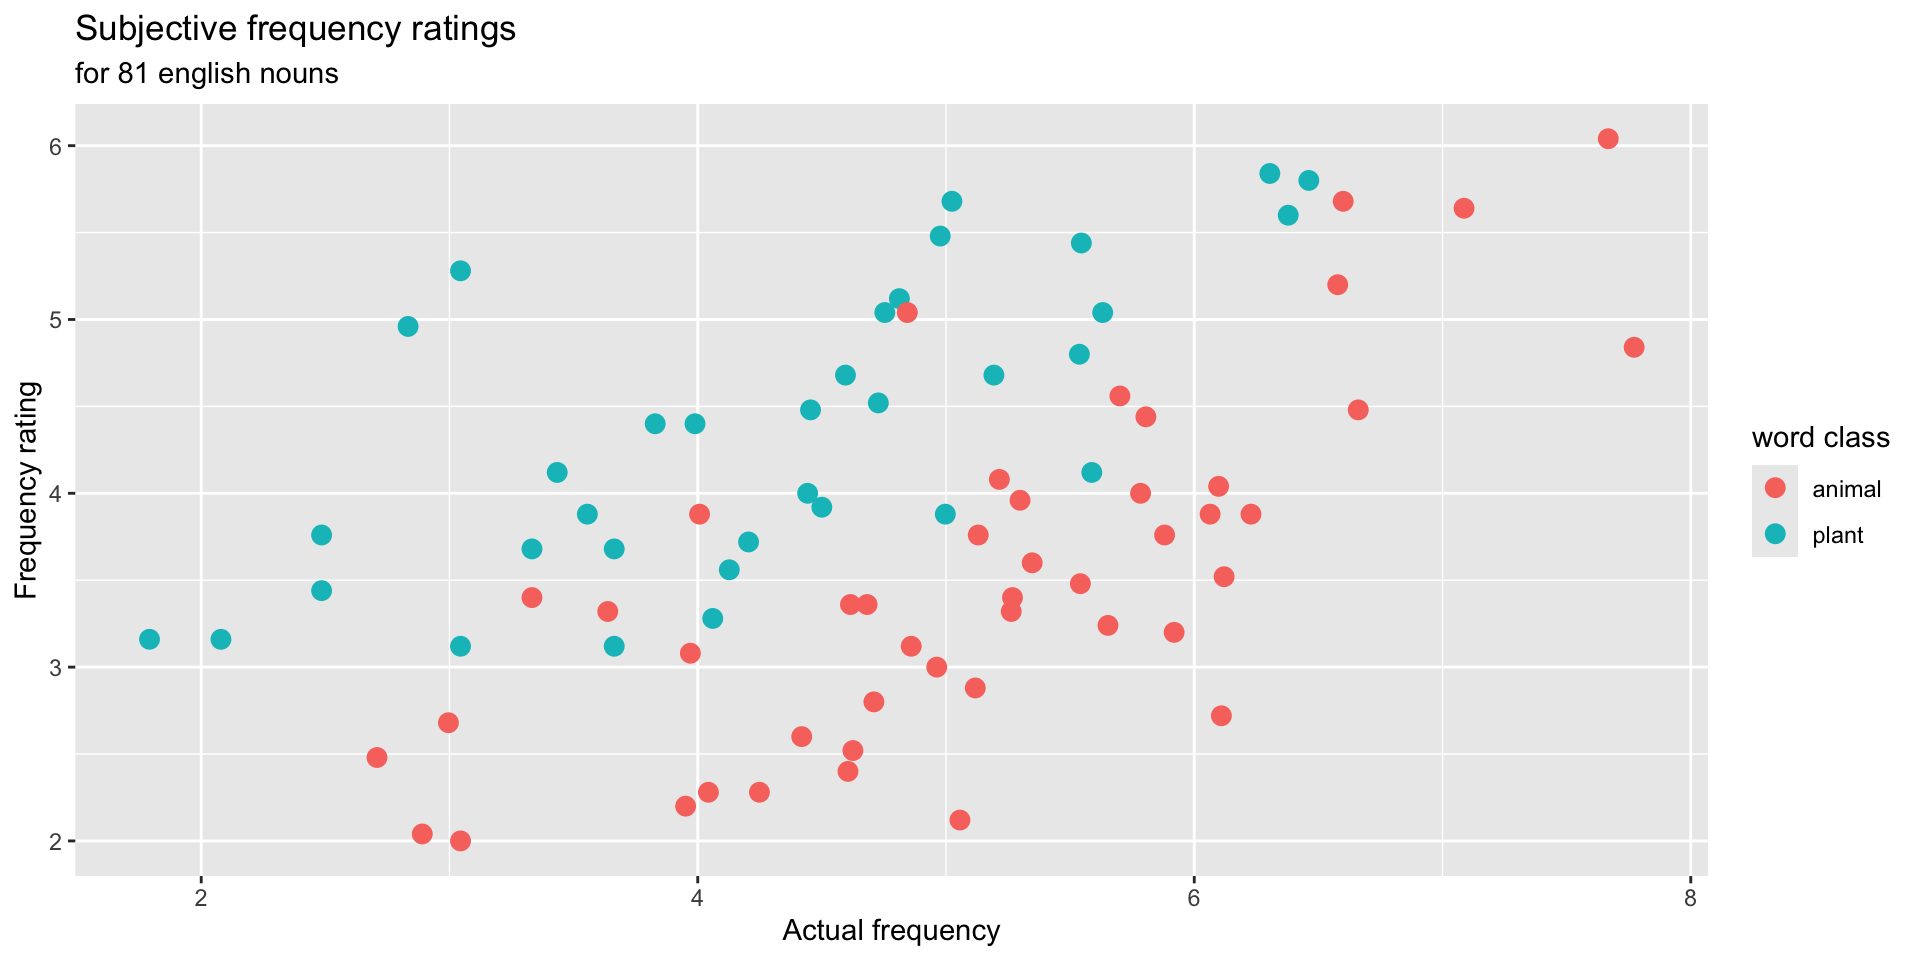 Subjective frequency ratings
for 81 english nouns
Frequency rating
6
5
4
3
2
2
4
6
8
Actual frequency
word class
animal
plant